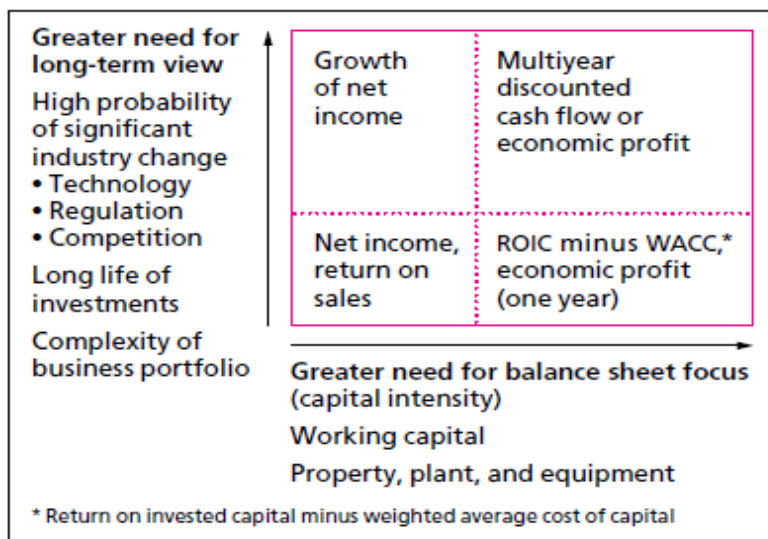 Greater need for
long-term view
High probability
of significant
industry change
• Technology
• Regulation
• Competition
Long life of
investments
Complexity of
business portfolio
Growth
of net
income
Multiyear
discounted
cash flow or
economic profit
Net income,
return on
sales
ROIC minus WACC,*
economic profit
(one year)
Greater need for balance sheet focus
(capital intensity)
Working capital
Property, plant, and equipment
* Return on invested capital minus weighted average cost of capital